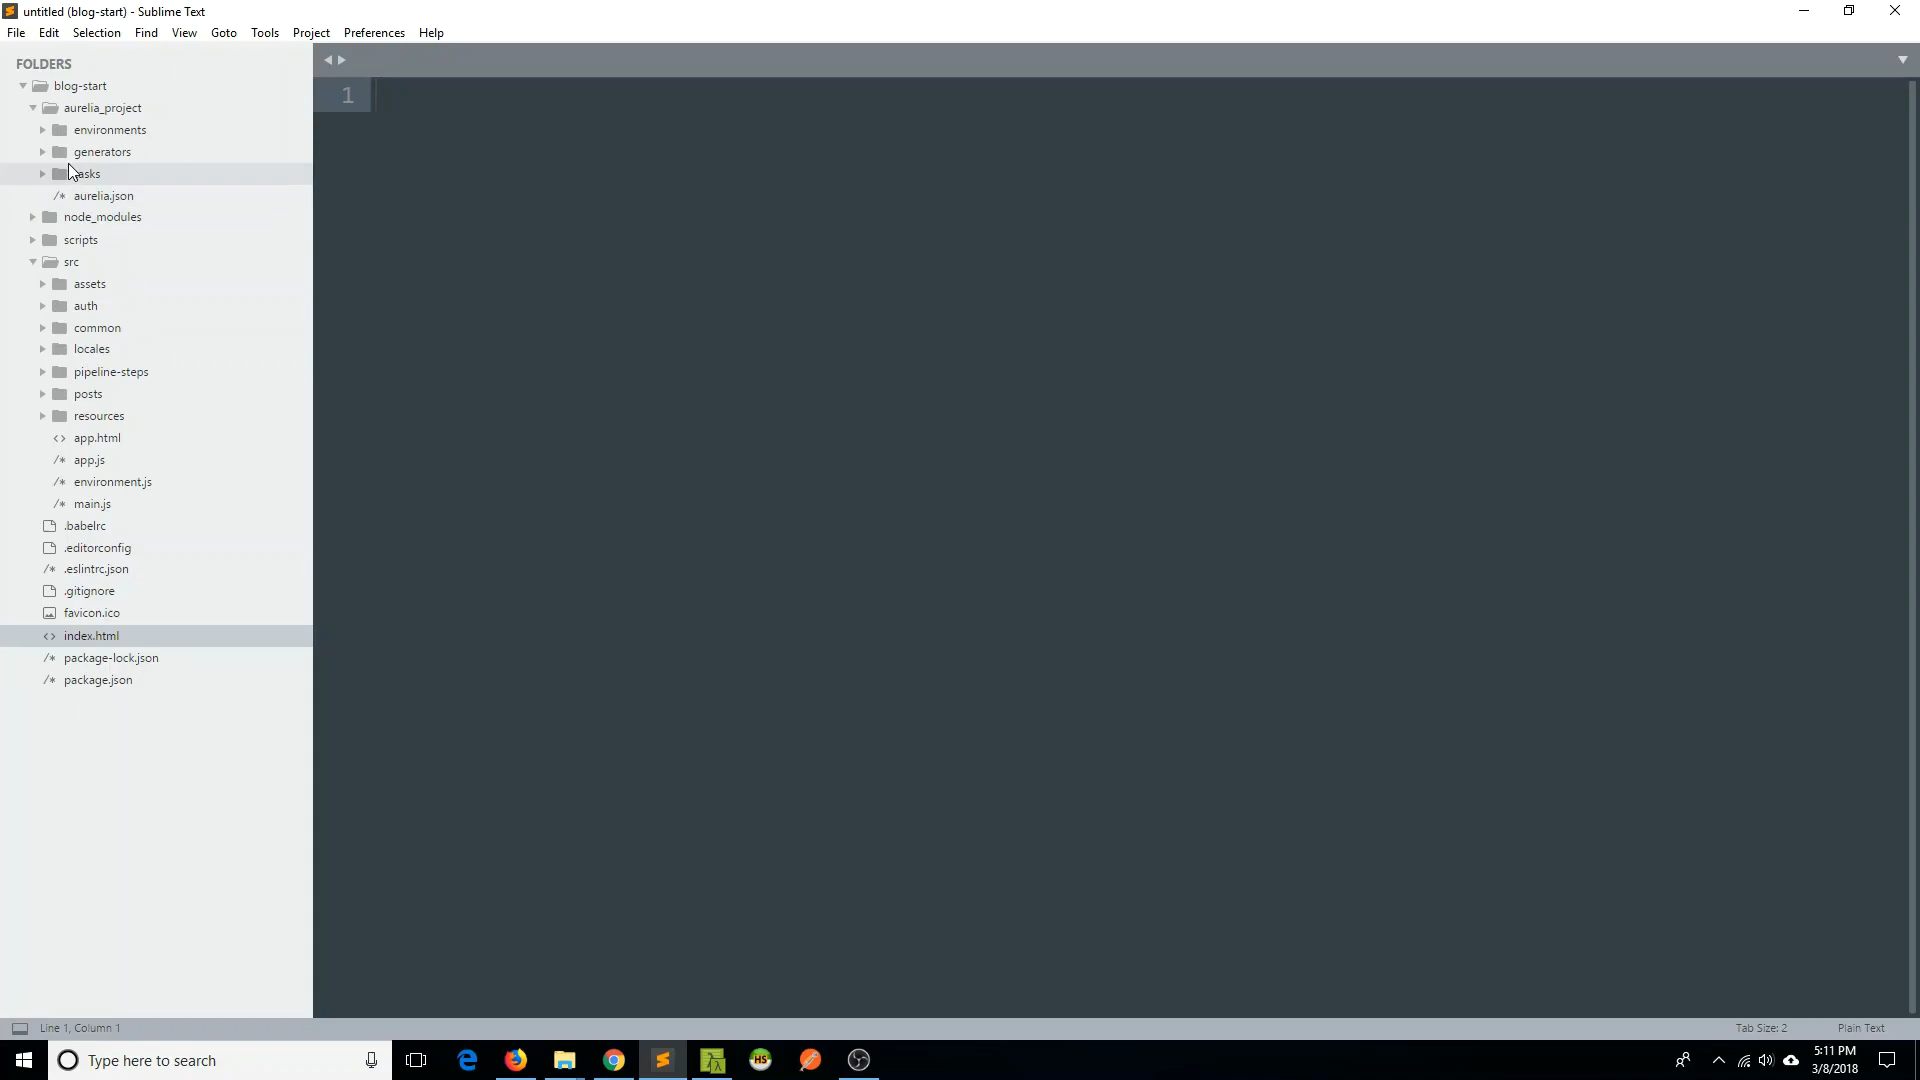 untitled (blog-start) - Sublime Text
File Edit Selection Find View Goto Tools Project Preferences Help
FOLDERS
blog-start
aurelia_project
environments
generators
asks
/* aurelia.json
node_modules
scripts
src
assets
auth
common
locales
pipeline-steps
posts
resources
<> app.html
/* app.js
/* environment.js
/* main.js
.babelrc
.editorconfig
/* .eslintrc.json
.gitignore
favicon.ico
<> index.html
/* package-lock.json
/* package.json
1
Line 1, Column 1
Tab Size: 2
Plain Text
Type here to search
HS
5:11 PM
3/8/2018